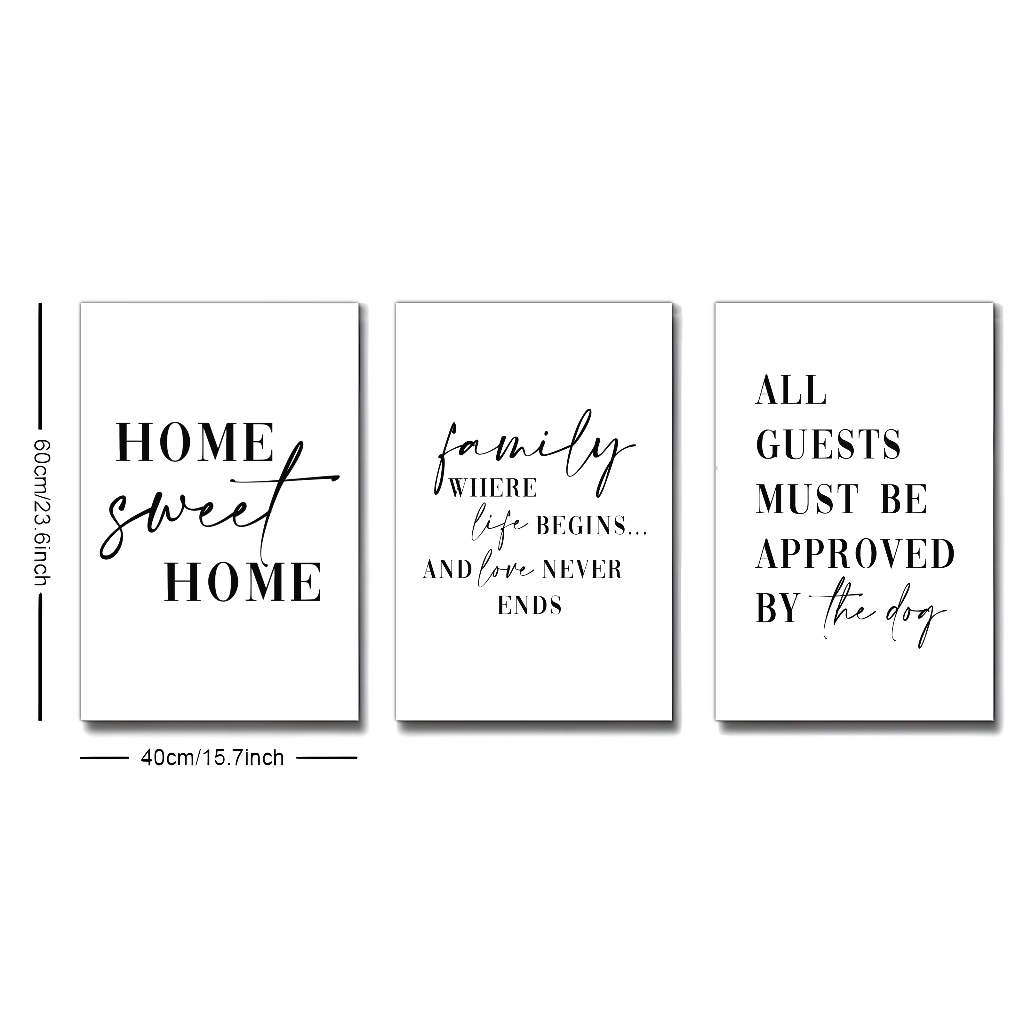 60cm/23.6inch
HOME
sweet
HOME
40cm/15.7inch
family
WHERE
life BEGINS...
AND love NEVER
ENDS
ALL
GUESTS
MUST BE
APPROVED
BY the dog